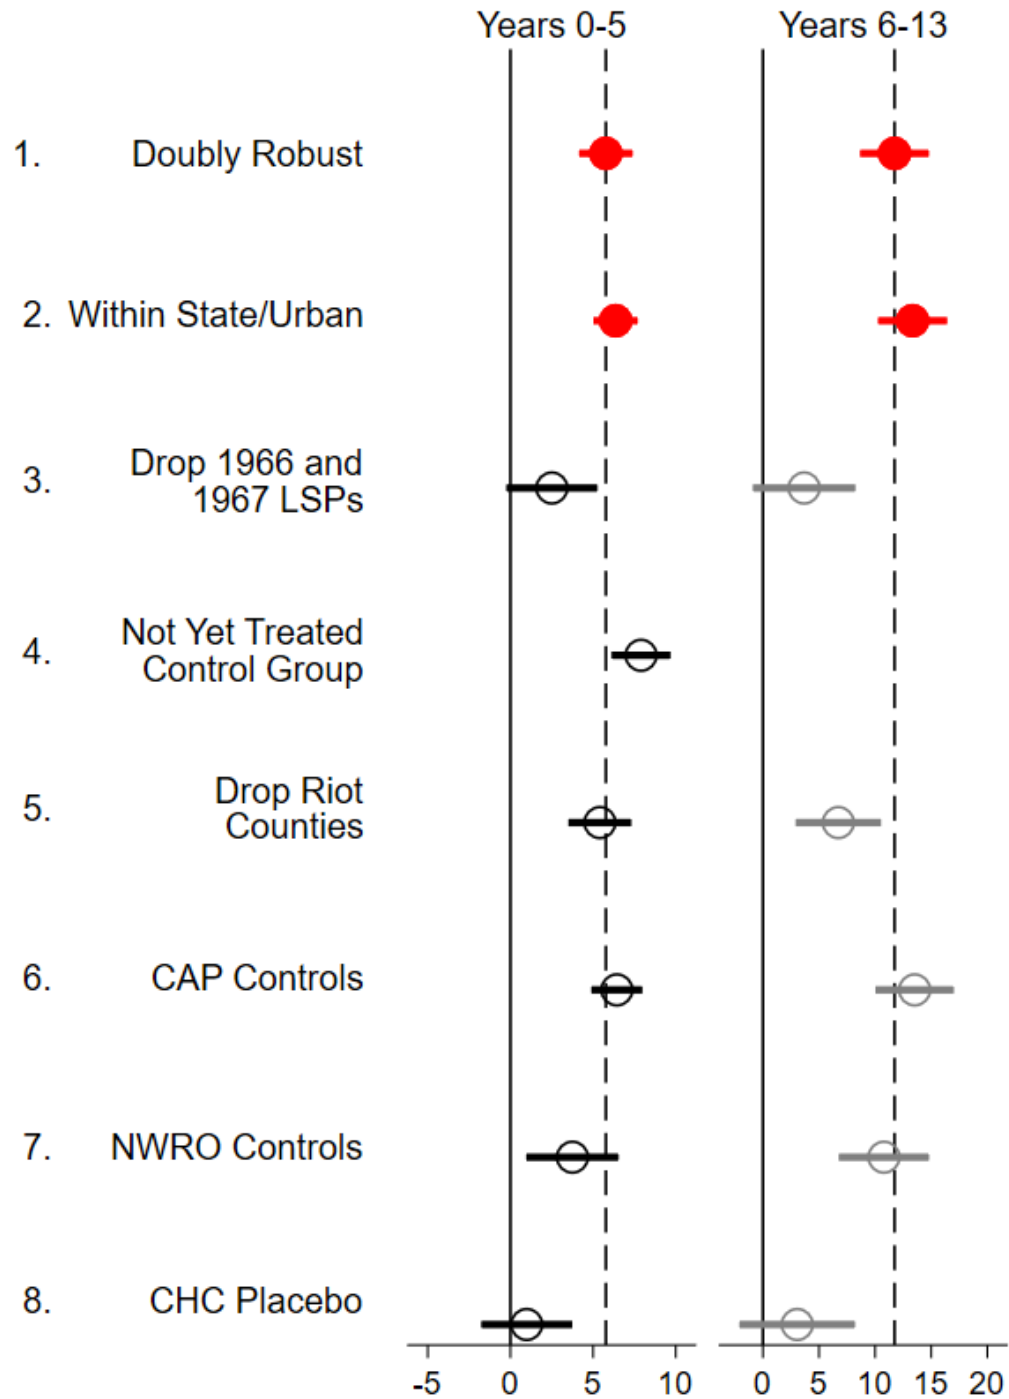 Years 0-5 Years 6-13
1. Doubly Robust
2. Within State/Urban
3. Drop 1966 and
1967 LSPs
4. Not Yet Treated
Control Group
5. Drop Riot
Counties
6. CAP Controls
7. NWRO Controls
8. CHC Placebo
-5 0 5 10 0 5 10 15 20